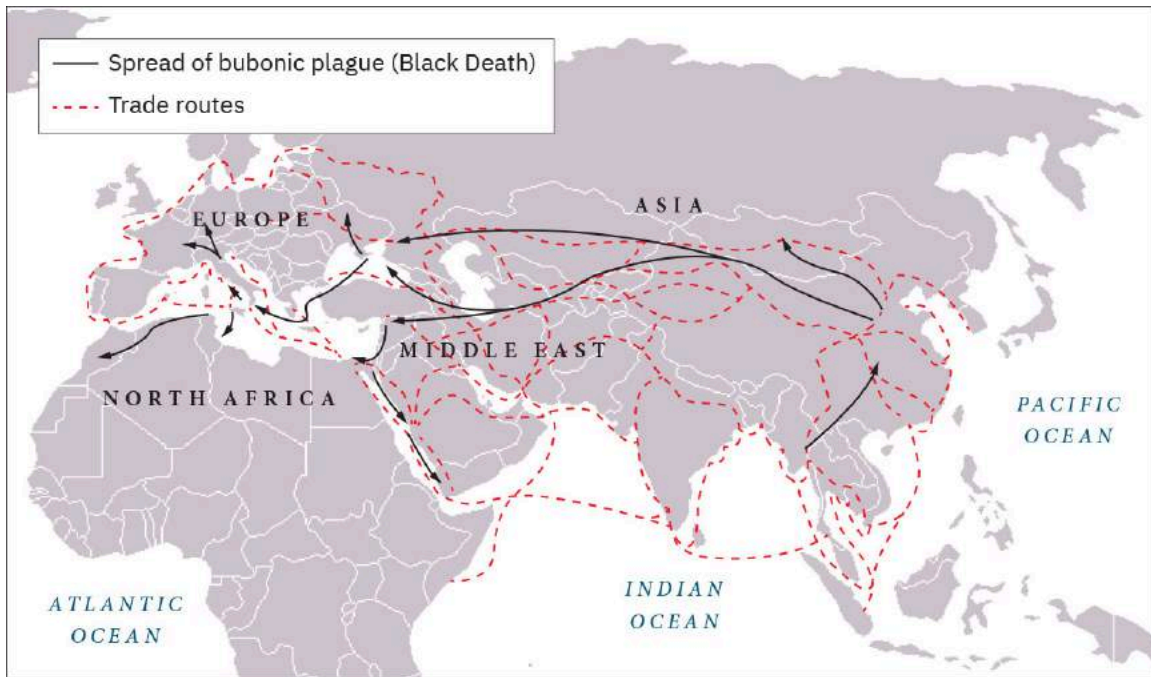 Spread of bubonic plague (Black Death)
Trade routes
EUROPE
ASIA
MIDDLE EAST
NORTH AFRICA
PACIFIC
OCEAN
ATLANTIC
OCEAN
INDIAN
OCEAN